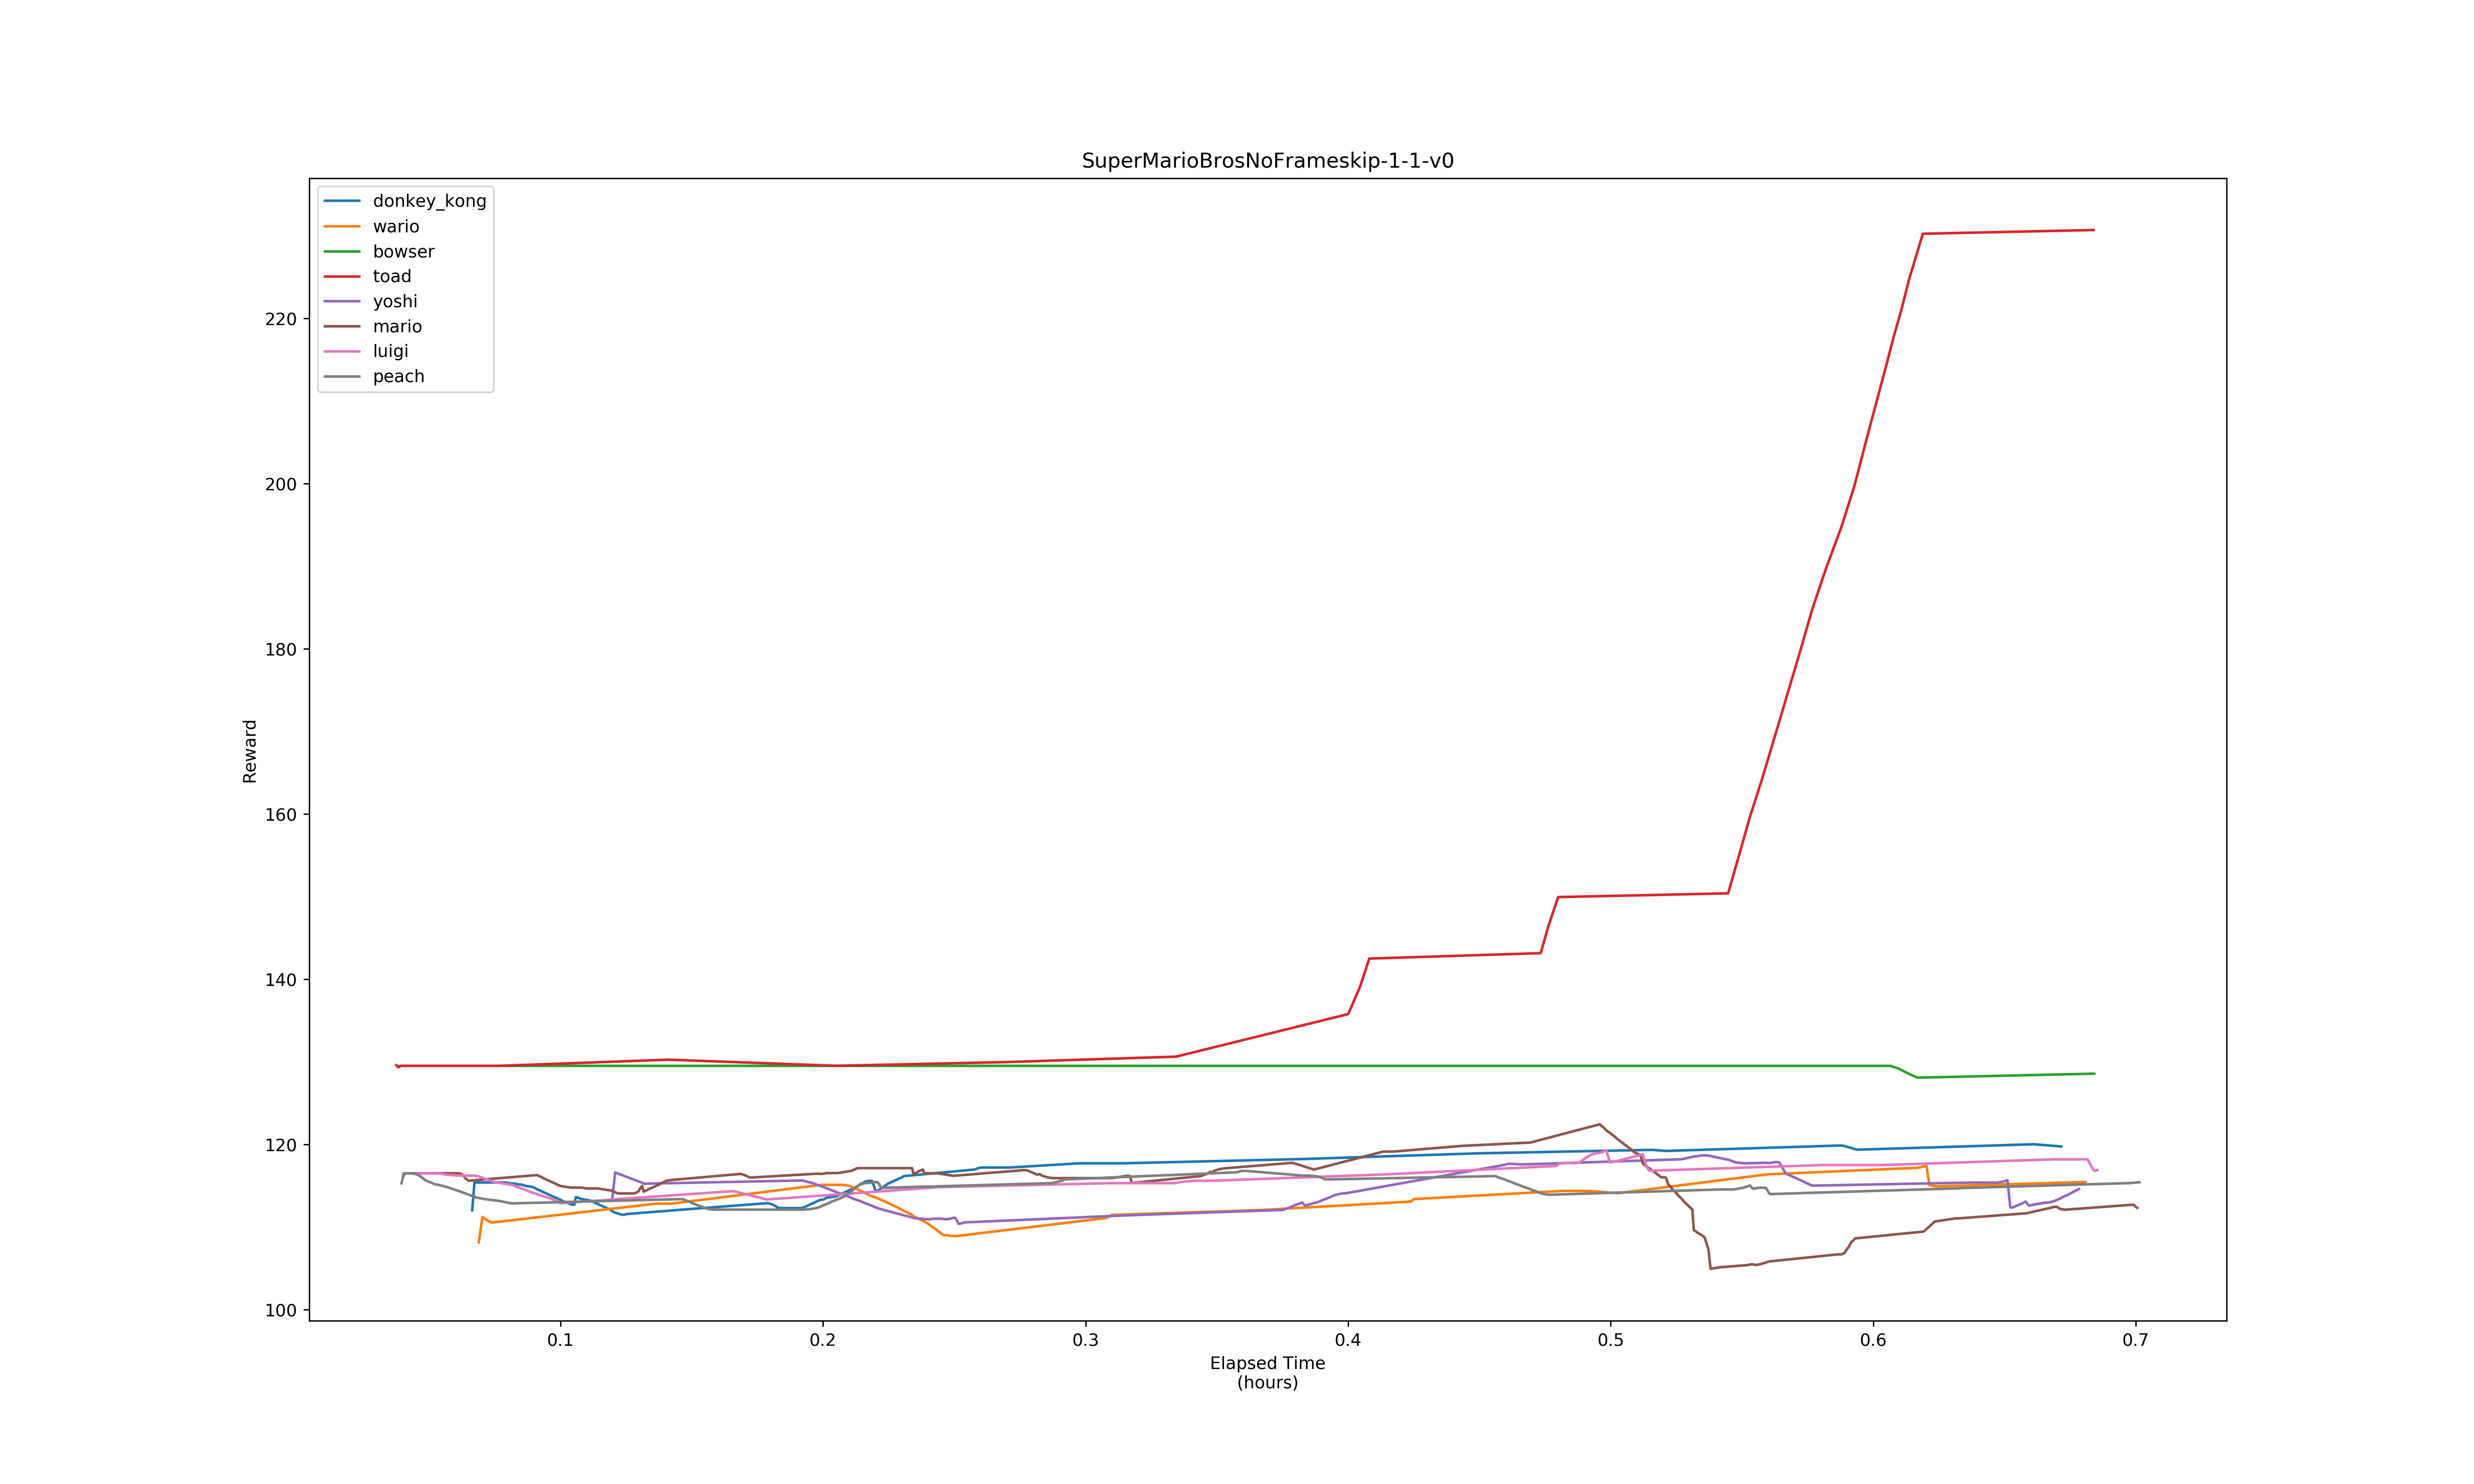 SuperMarioBrosNoFrameskip-1-1-v0
donkey_kong
wario
bowser
toad
yoshi
mario
luigi
peach
Reward
220
200
180
160
140
120
100
0.1 0.2 0.3 0.4 0.5 0.6 0.7
Elapsed Time
(hours)